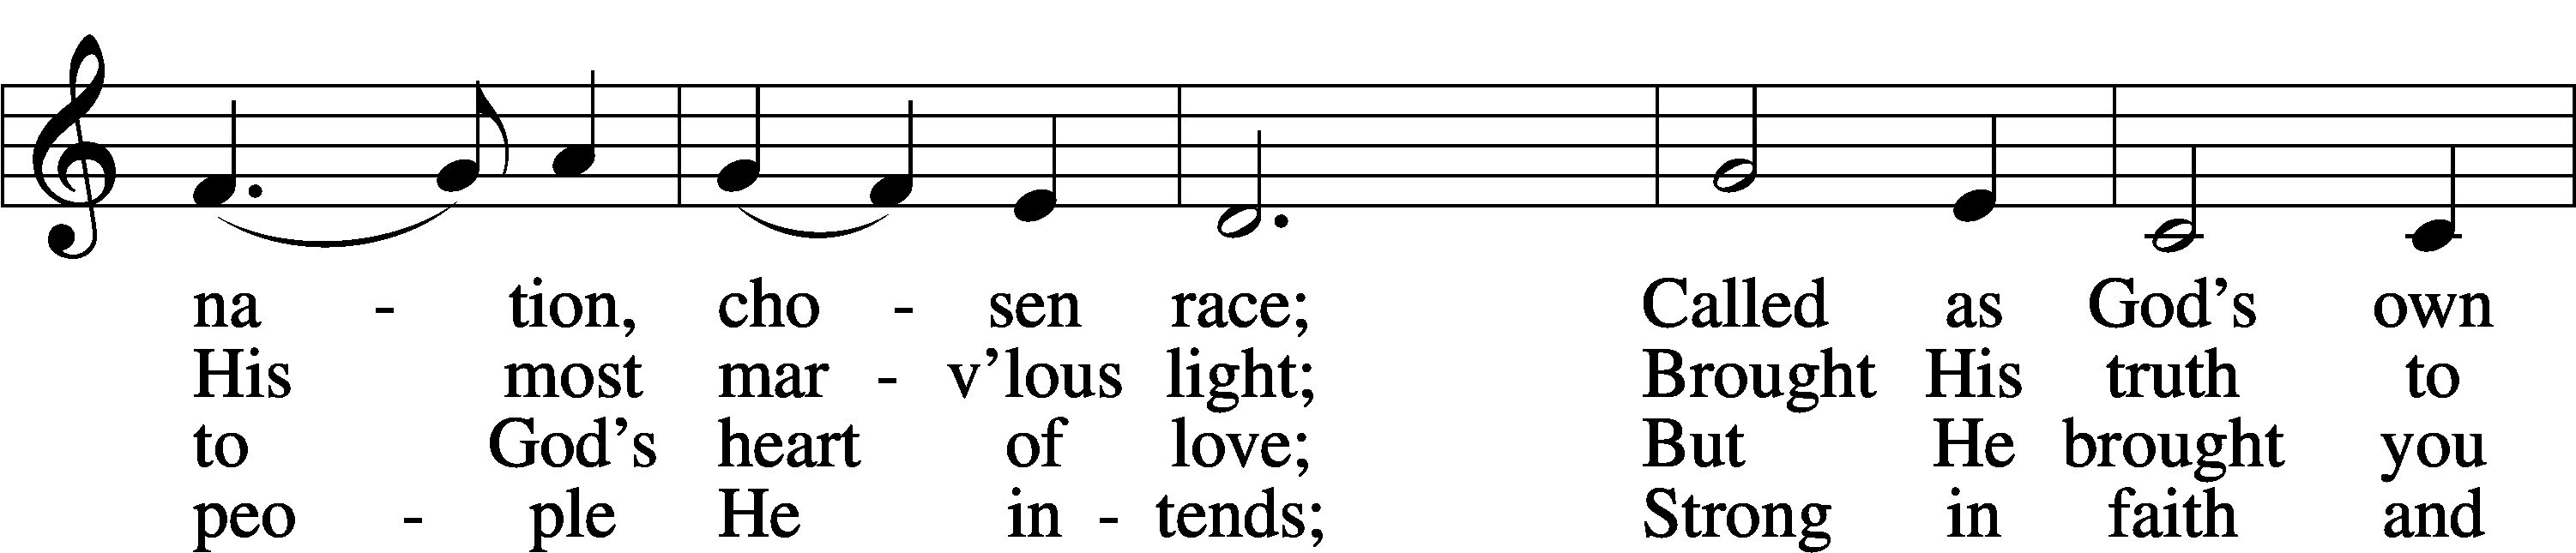 na - tion, cho - sen race; Called as God’s own
His most mar - v’lous light; Brought His truth to
to God’s heart of love; But He brought you
peo - ple He in - tends; Strong in faith and